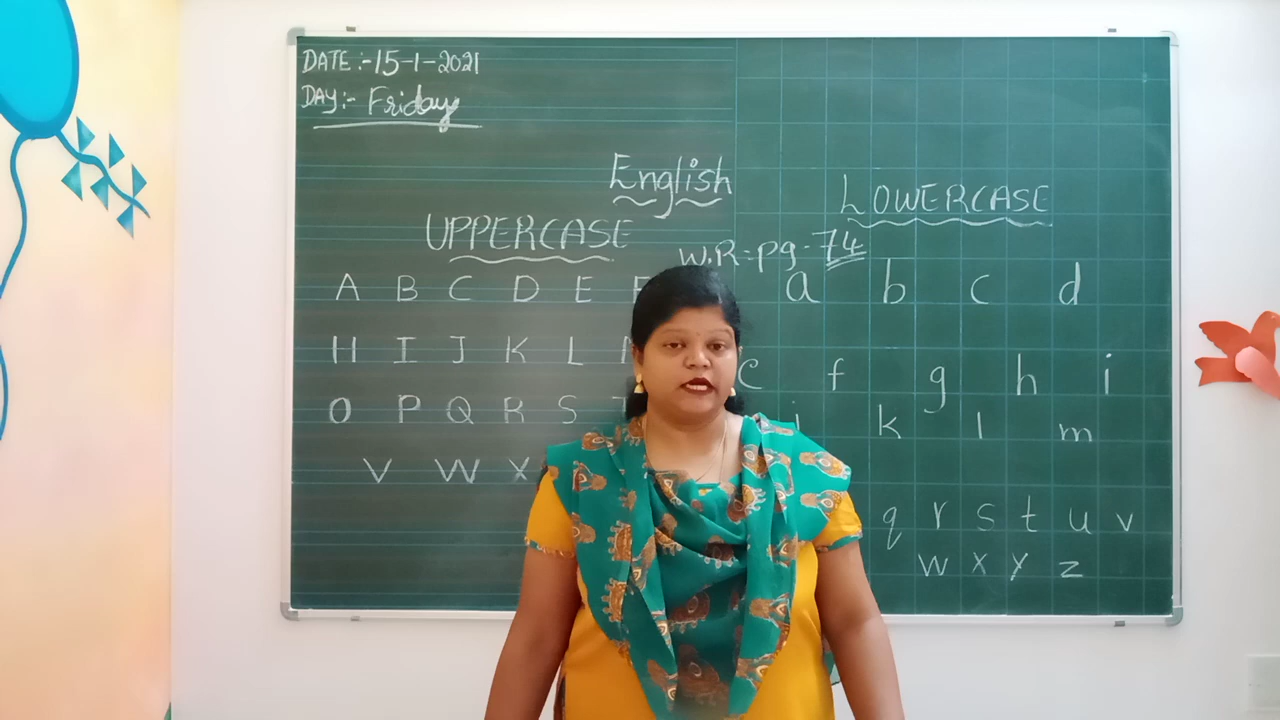 DATE:-15-1-2021
DAY:- Friday
English
UPPERCASE
LOWERCASE
W.R=pg-74
A B C D E
H I J K L
O P Q R S
V W X
a b c d
e f g h i
j k l m
q r s t u v
w x y z